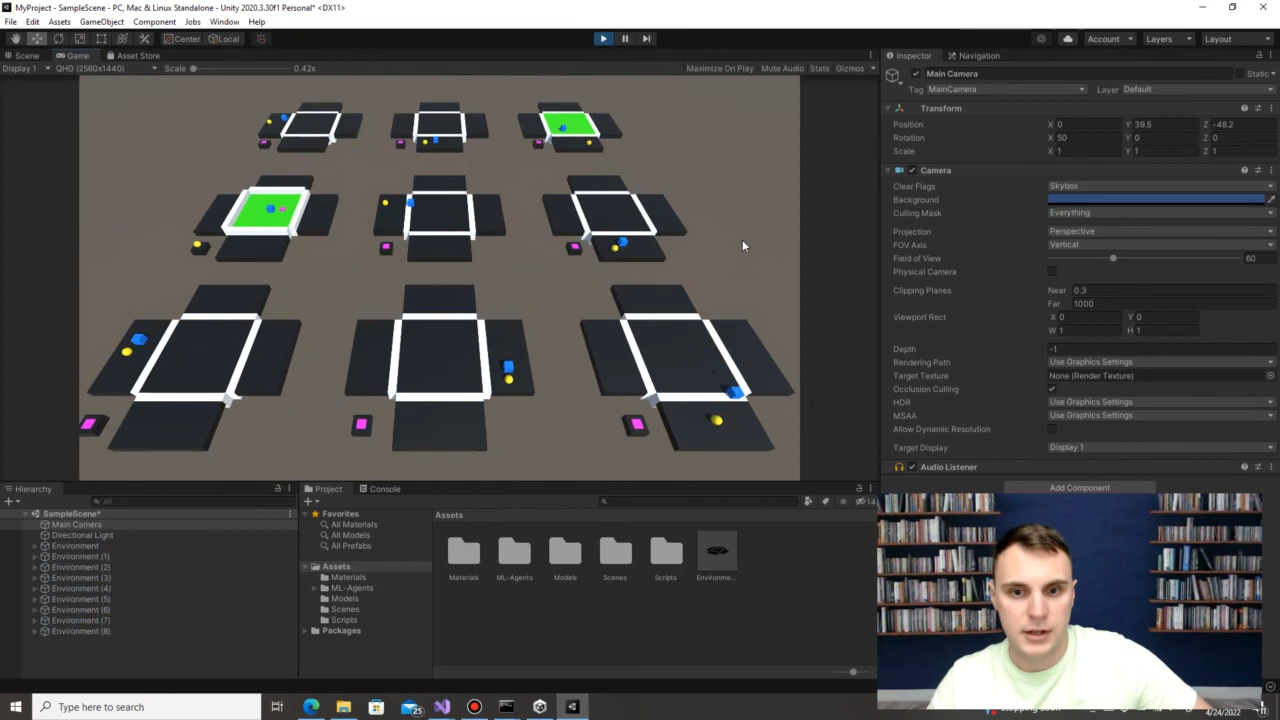 MyProject - SampleScene - PC, Mac & Linux Standalone - Unity 2020.3.30f1 Personal* <DX11>
File Edit Assets GameObject Component Jobs Window Help
Center Local
Account Layers Layout
Scene Game Asset Store
Inspector Navigation
Display 1 QHD (2560x1440) Scale 0.42x Maximize On Play Mute Audio Stats Gizmos
Main Camera Static
Tag MainCamera Layer Default
Transform
Position X 0 Y 39.5 Z -48.2
Rotation X 50 Y 0 Z 0
Scale X 1 Y 1 Z 1
Camera
Clear Flags Skybox
Background
Culling Mask Everything
Projection Perspective
FOV Axis Vertical
Field of View 60
Physical Camera
Clipping Planes Near 0.3
Far 1000
Viewport Rect X 0 Y 0
W 1 H 1
Depth -1
Rendering Path Use Graphics Settings
Target Texture None (Render Texture)
Occlusion Culling
HDR Use Graphics Settings
MSAA Use Graphics Settings
Allow Dynamic Resolution
Target Display Display 1
Audio Listener
Add Component
Hierarchy
All
SampleScene*
Main Camera
Directional Light
Environment
Environment (1)
Environment (2)
Environment (3)
Environment (4)
Environment (5)
Environment (6)
Environment (7)
Environment (8)
Project Console
14
Favorites
All Materials
All Models
All Prefabs
Assets
Materials
ML-Agents
Models
Scenes
Scripts
Packages
Assets
Materials ML-Agents Models Scenes Scripts Environme...
Type here to search
25
4/24/2022